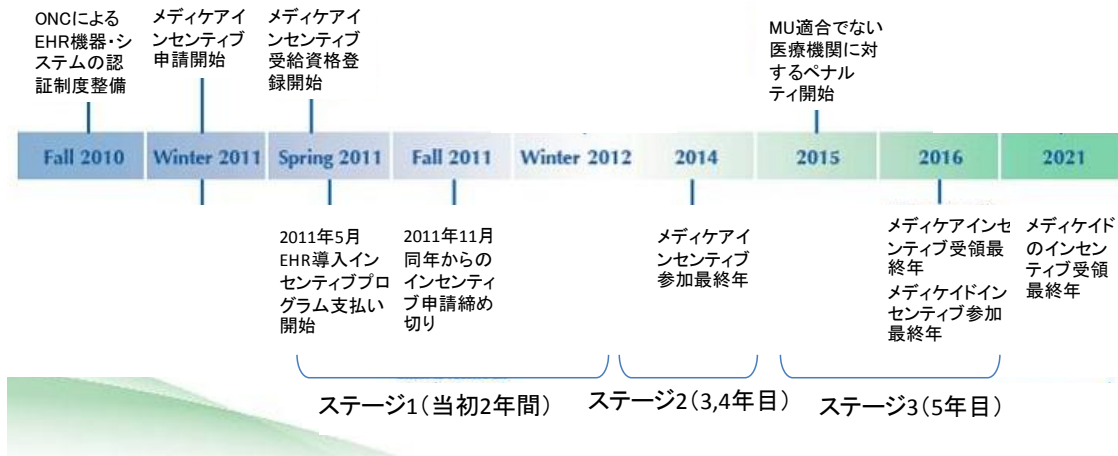 ONCによる
EHR機器・シ
ステムの認
証制度整備
メディケアイ
ンセンティブ
申請開始
メディケアイ
ンセンティブ
受給資格登
録開始
MU適合でない
医療機関に対
するペナル
ティ開始
Fall 2010
Winter 2011
Spring 2011
Fall 2011
Winter 2012
2014
2015
2016
2021
2011年5月
EHR導入イン
センティブプロ
グラム支払い
開始
2011年11月
同年からの
インセンティ
ブ申請締め
切り
メディケアイ
ンセンティブ
参加最終年
メディケアインセ
ンティブ受領最
終年
メディケイドイン
センティブ参加
最終年
メディケイド
のインセン
ティブ受領
最終年
ステージ1（当初2年間）
ステージ2（3,4年目）
ステージ3（5年目）